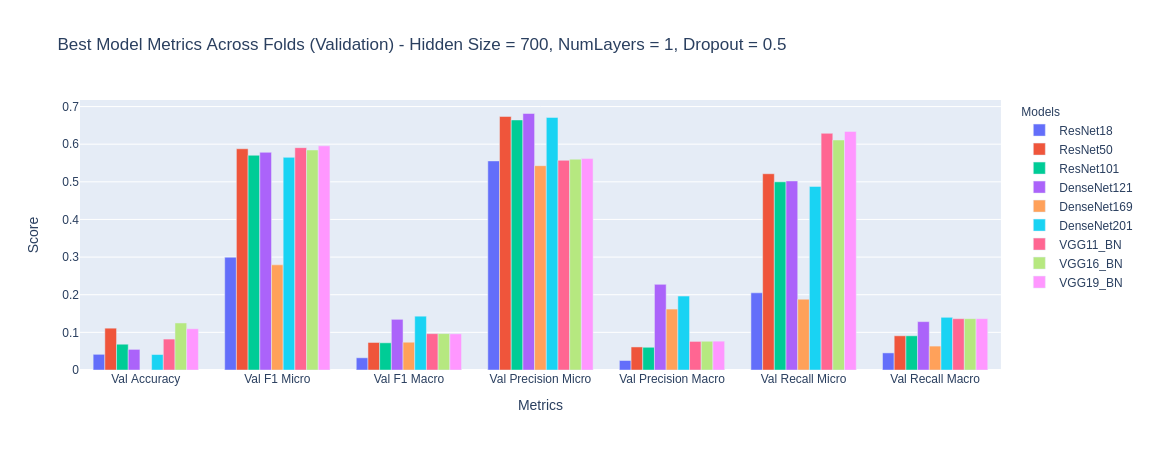 Best Model Metrics Across Folds (Validation) - Hidden Size = 700, NumLayers = 1, Dropout = 0.5
Score
0.7
0.6
0.5
0.4
0.3
0.2
0.1
0
Val Accuracy
Val F1 Micro
Val F1 Macro
Val Precision Micro
Val Precision Macro
Val Recall Micro
Val Recall Macro
Metrics
Models
ResNet18
ResNet50
ResNet101
DenseNet121
DenseNet169
DenseNet201
VGG11_BN
VGG16_BN
VGG19_BN